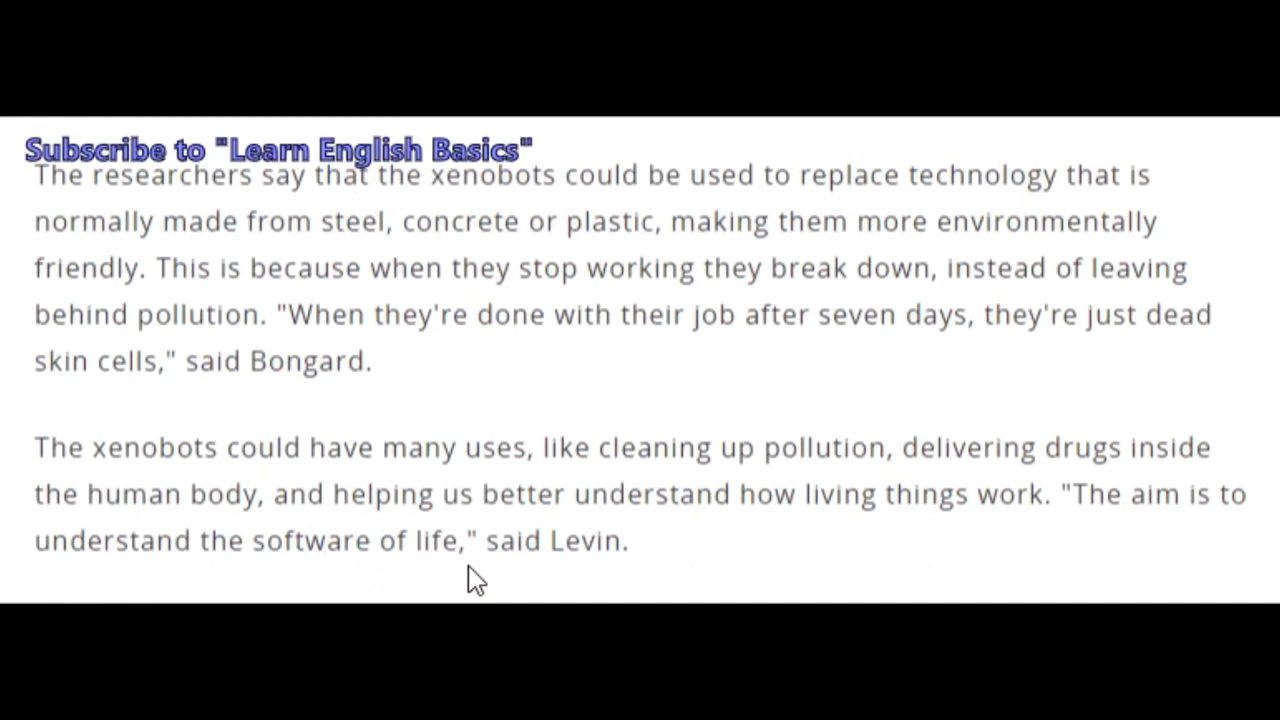 Subscribe to "Learn English Basics"
The researchers say that the xenobots could be used to replace technology that is
normally made from steel, concrete or plastic, making them more environmentally
friendly. This is because when they stop working they break down, instead of leaving
behind pollution. "When they're done with their job after seven days, they're just dead
skin cells," said Bongard.
The xenobots could have many uses, like cleaning up pollution, delivering drugs inside
the human body, and helping us better understand how living things work. "The aim is to
understand the software of life," said Levin.